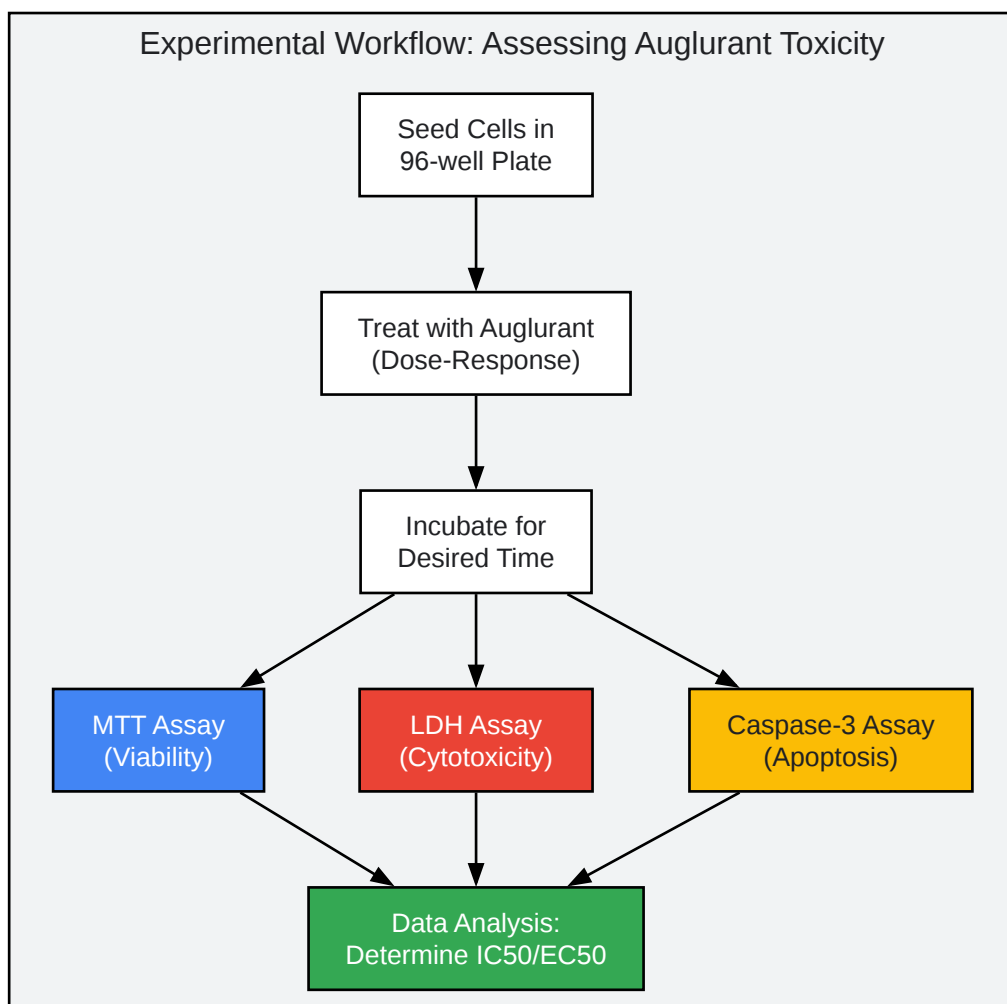 Experimental Workflow: Assessing Auglurant Toxicity
Seed Cells in
96-well Plate
Treat with Auglurant
(Dose-Response)
Incubate for
Desired Time
MTT Assay
(Viability)
LDH Assay
(Cytotoxicity)
Caspase-3 Assay
(Apoptosis)
Data Analysis:
Determine IC50/EC50